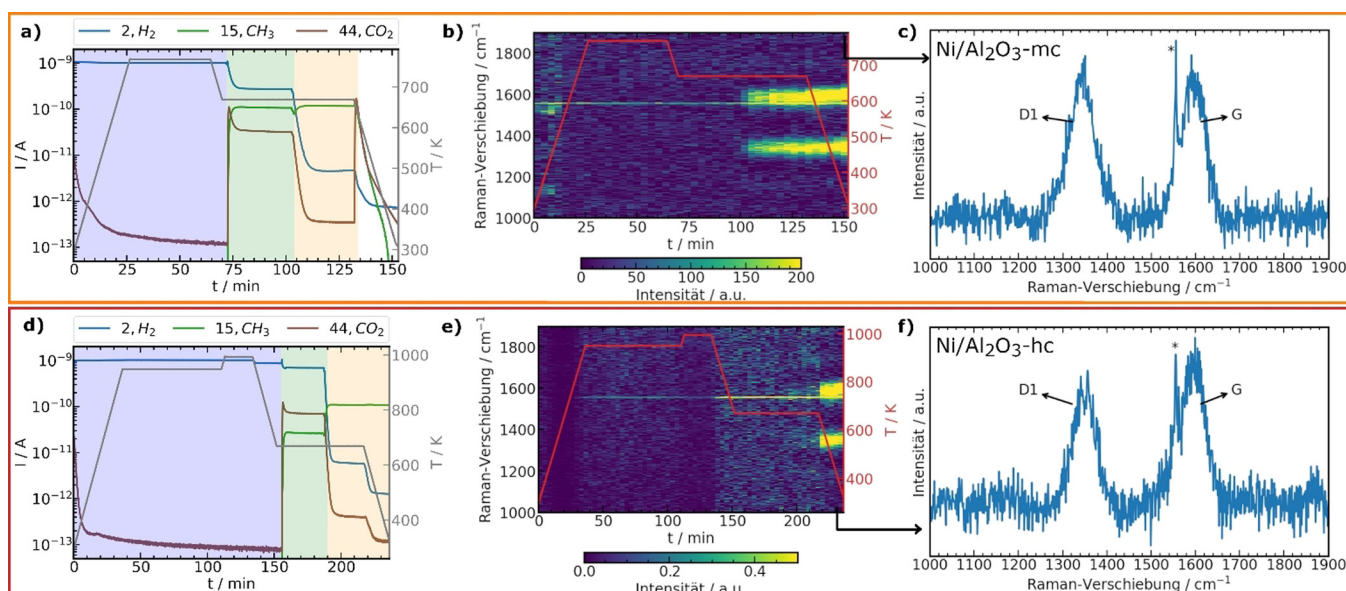 a)
2, H₂ 15, CH₃ 44, CO₂
10⁻⁹
10⁻¹⁰
10⁻¹¹
10⁻¹²
10⁻¹³
I / A
700
600
500
400
300
T / K
0 25 50 75 100 125 150
t / min
b)
1800
1600
1400
1200
1000
Raman-Verschiebung / cm⁻¹
700
600
500
400
300
T / K
0 25 50 75 100 125 150
t / min
0 50 100 150 200
Intensität / a.u.
c)
Ni/Al₂O₃-mc
*
D1
G
Intensität / a.u.
1000 1100 1200 1300 1400 1500 1600 1700 1800 1900
Raman-Verschiebung / cm⁻¹
d)
2, H₂ 15, CH₃ 44, CO₂
10⁻⁹
10⁻¹⁰
10⁻¹¹
10⁻¹²
10⁻¹³
I / A
1000
800
600
400
T / K
0 50 100 150 200
t / min
e)
1800
1600
1400
1200
1000
Raman-Verschiebung / cm⁻¹
1000
800
600
400
T / K
0 50 100 150 200
t / min
0.0 0.2 0.4
Intensität / a.u.
f)
Ni/Al₂O₃-hc
*
D1
G
Intensität / a.u.
1000 1100 1200 1300 1400 1500 1600 1700 1800 1900
Raman-Verschiebung / cm⁻¹